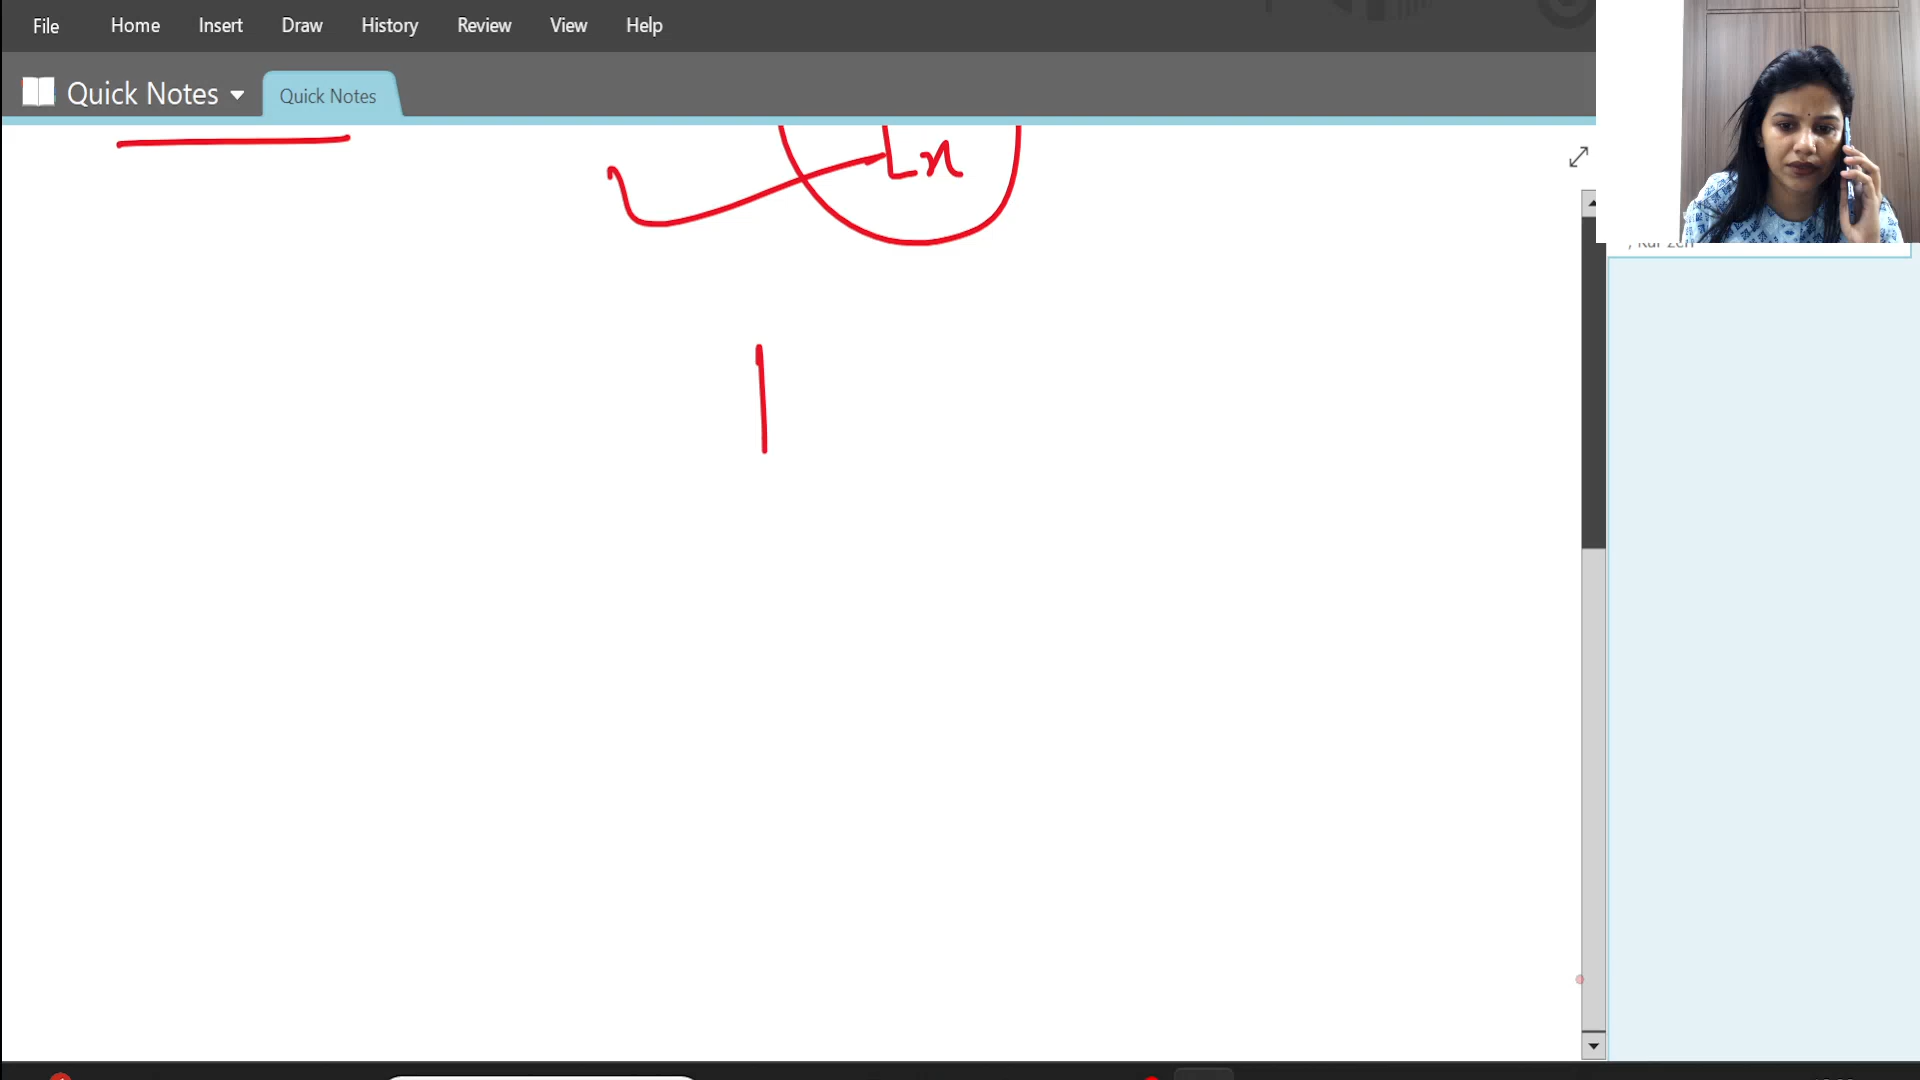 File Home Insert Draw History Review View Help
Quick Notes Quick Notes
Ln